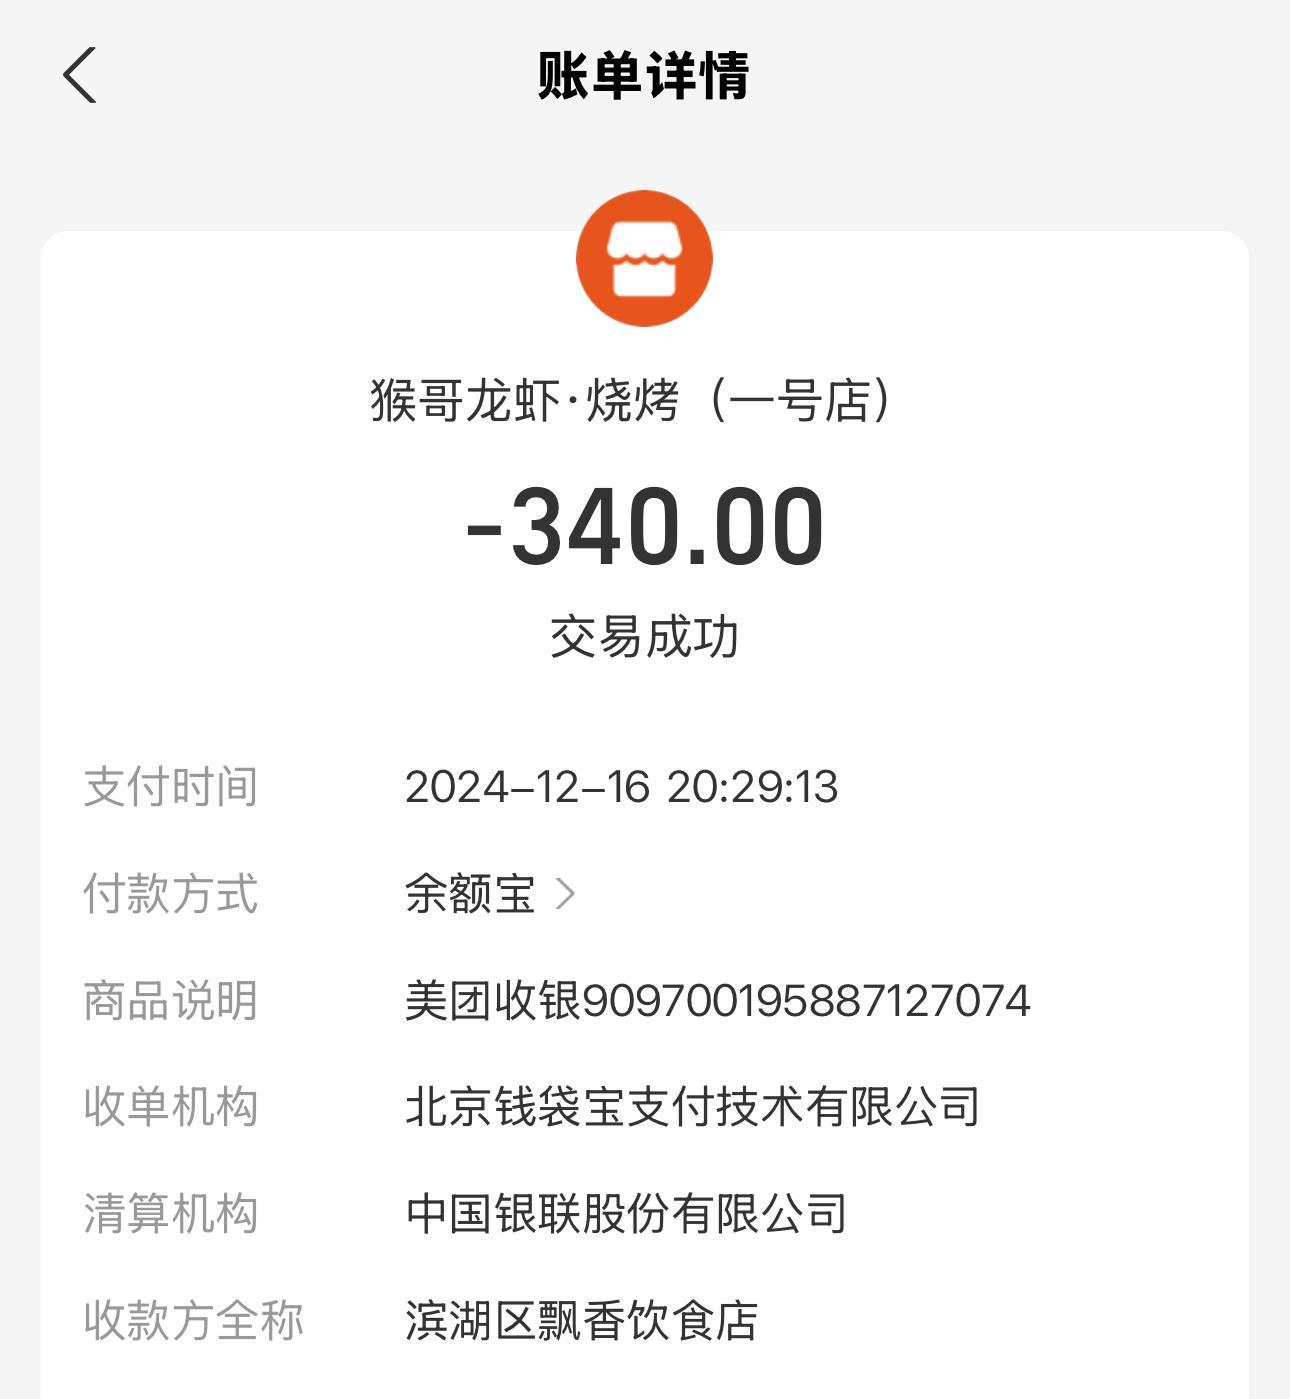 账单详情
猴哥龙虾·烧烤（一号店）
-340.00
交易成功
支付时间 2024-12-16 20:29:13
付款方式 余额宝
商品说明 美团收银909700195887127074
收单机构 北京钱袋宝支付技术有限公司
清算机构 中国银联股份有限公司
收款方全称 滨湖区飘香饮食店